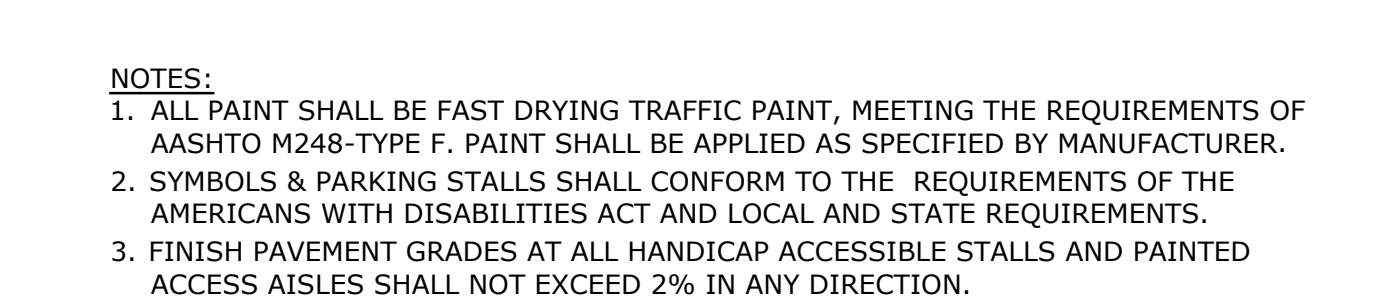 NOTES:
1. ALL PAINT SHALL BE FAST DRYING TRAFFIC PAINT, MEETING THE REQUIREMENTS OF
AASHTO M248-TYPE F. PAINT SHALL BE APPLIED AS SPECIFIED BY MANUFACTURER.
2. SYMBOLS & PARKING STALLS SHALL CONFORM TO THE REQUIREMENTS OF THE
AMERICANS WITH DISABILITIES ACT AND LOCAL AND STATE REQUIREMENTS.
3. FINISH PAVEMENT GRADES AT ALL HANDICAP ACCESSIBLE STALLS AND PAINTED
ACCESS AISLES SHALL NOT EXCEED 2% IN ANY DIRECTION.